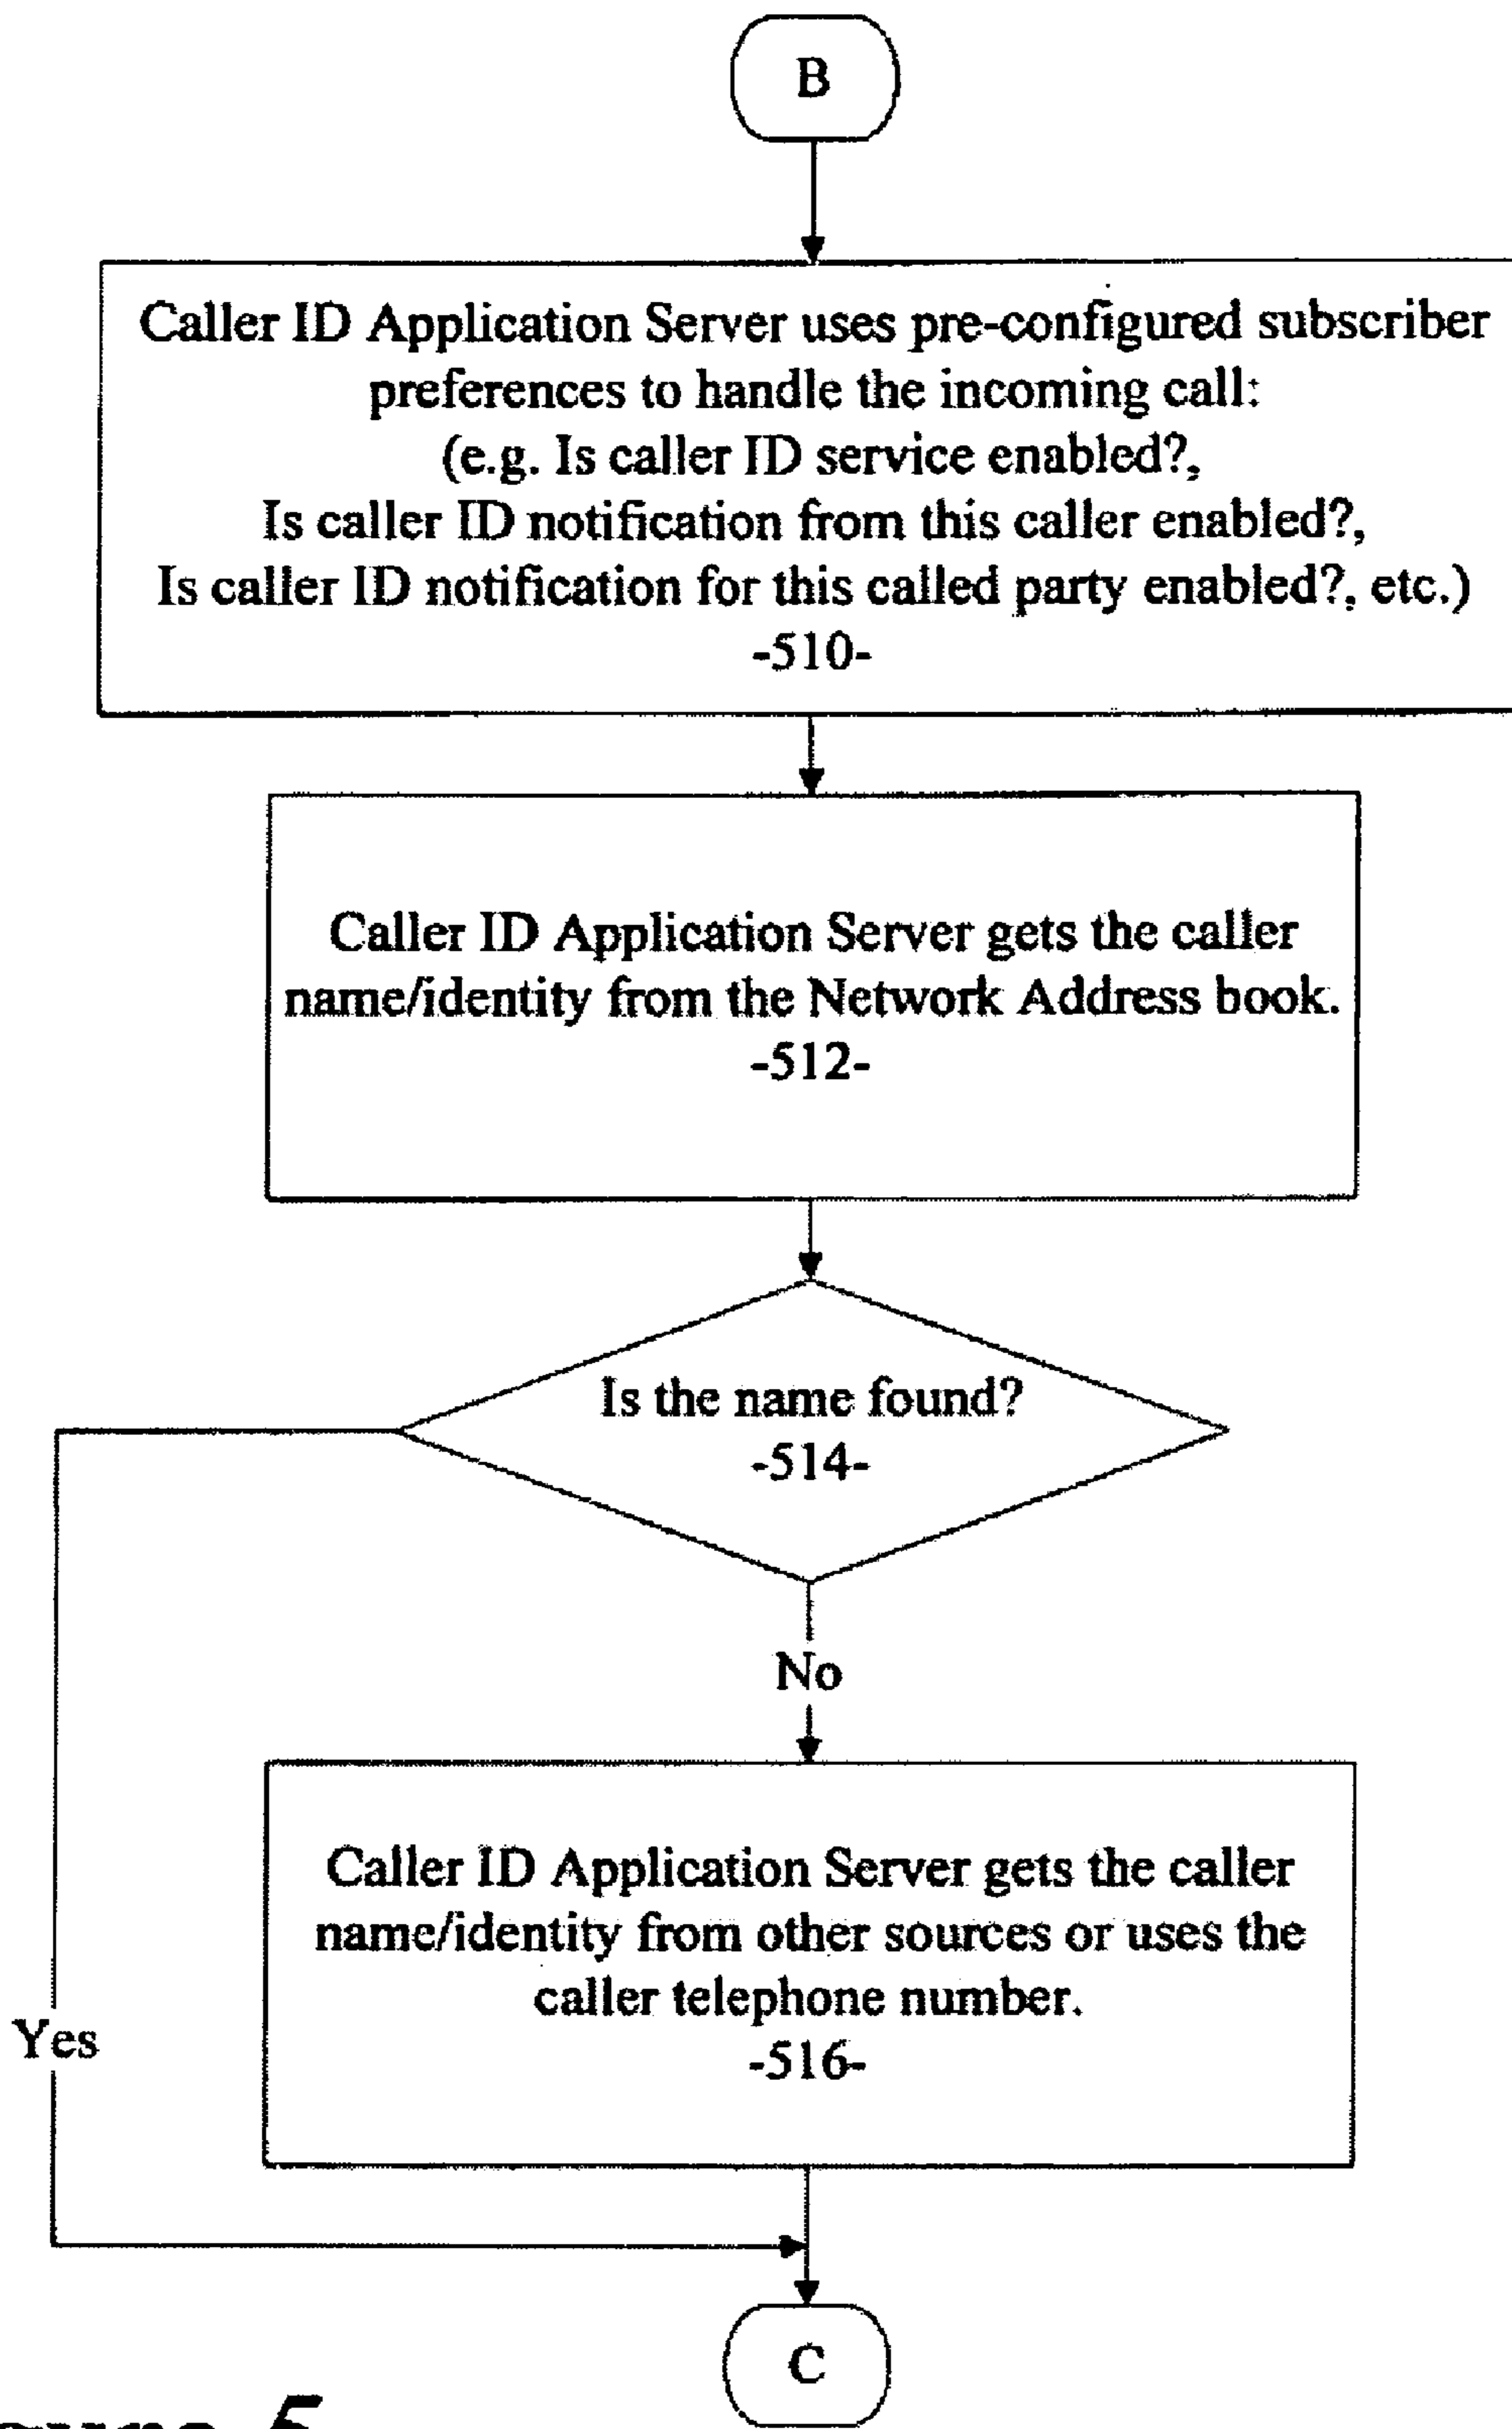 B
Caller ID Application Server uses pre-configured subscriber
preferences to handle the incoming call:
(e.g. Is caller ID service enabled?,
Is caller ID notification from this caller enabled?,
Is caller ID notification for this called party enabled?, etc.)
-510-
Caller ID Application Server gets the caller
name/identity from the Network Address book.
-512-
Is the name found?
-514-
No
Caller ID Application Server gets the caller
name/identity from other sources or uses the
caller telephone number.
-516-
Yes
C